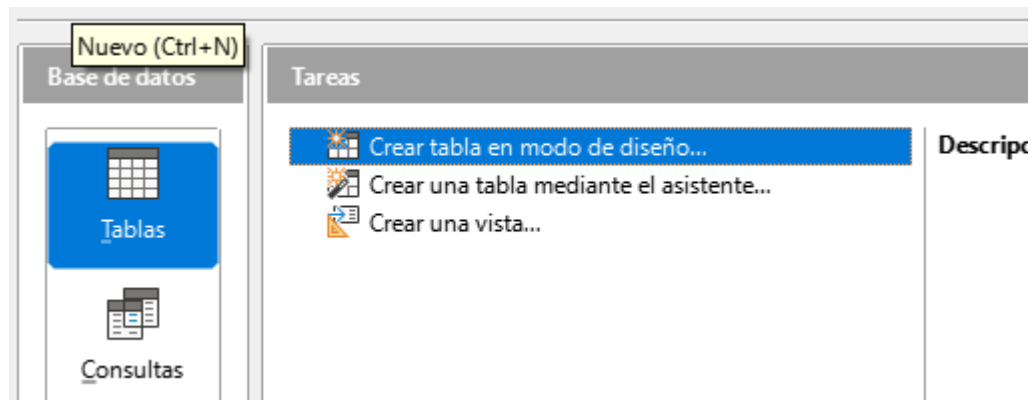 Nuevo (Ctrl+N)
Base de datos
Tareas
Tablas
Consultas
Crear tabla en modo de diseño...
Crear una tabla mediante el asistente...
Crear una vista...
Descripc